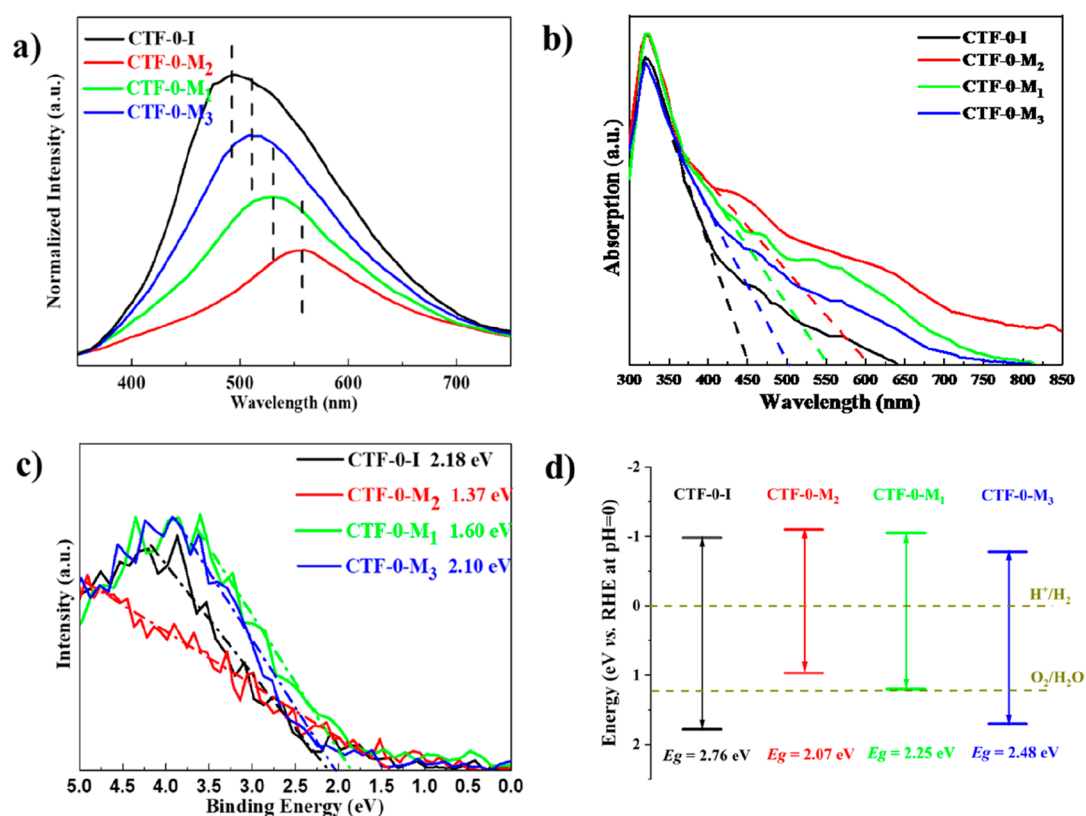 a)
CTF-0-I
CTF-0-M2
CTF-0-M1
CTF-0-M3
Normalized Intensity (a.u.)
400 500 600 700
Wavelength (nm)
b)
CTF-0-I
CTF-0-M2
CTF-0-M1
CTF-0-M3
Absorption (a.u.)
300 350 400 450 500 550 600 650 700 750 800 850
Wavelength (nm)
c)
CTF-0-I 2.18 eV
CTF-0-M2 1.37 eV
CTF-0-M1 1.60 eV
CTF-0-M3 2.10 eV
Intensity (a.u.)
5.0 4.5 4.0 3.5 3.0 2.5 2.0 1.5 1.0 0.5 0.0
Binding Energy (eV)
d)
Energy (eV vs. RHE at pH=0)
-2
-1
0
1
2
CTF-0-I CTF-0-M2 CTF-0-M1 CTF-0-M3
H+/H2
O2/H2O
Eg = 2.76 eV Eg = 2.07 eV Eg = 2.25 eV Eg = 2.48 eV